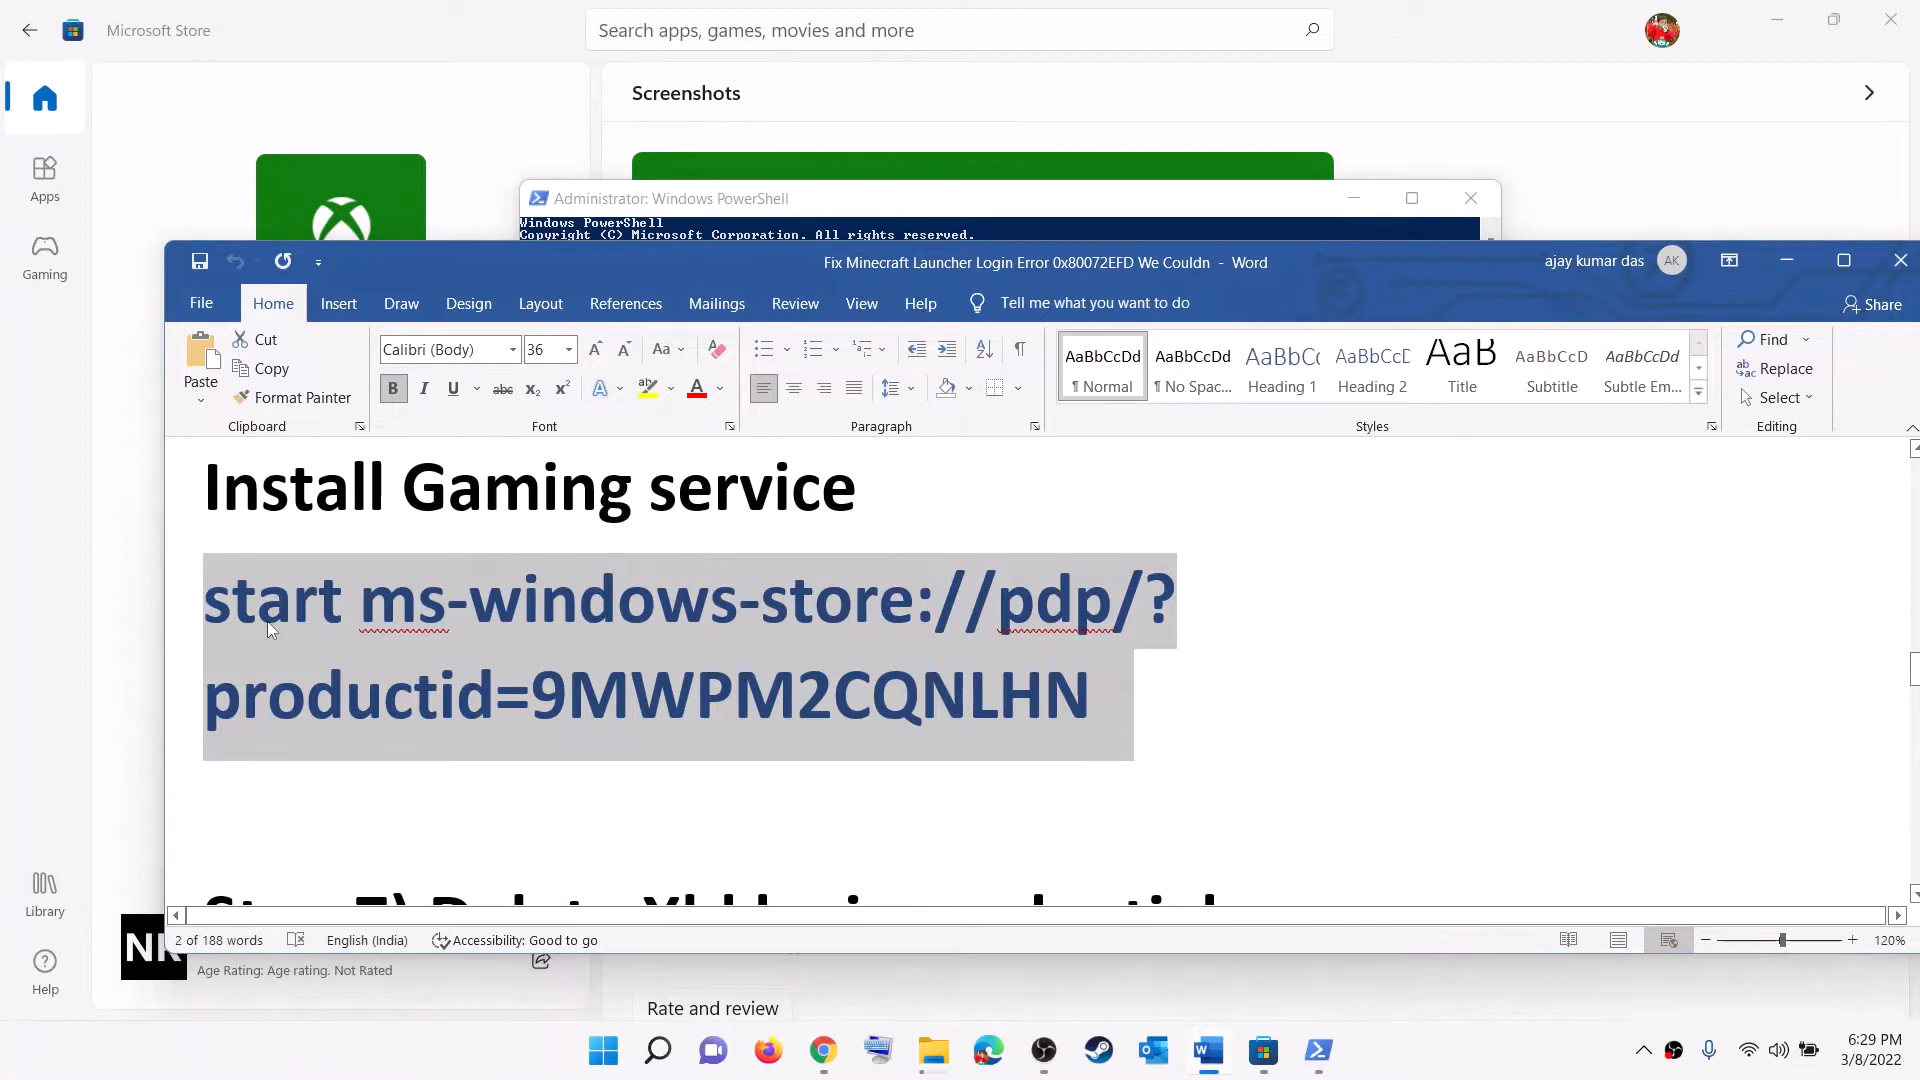 Microsoft Store
Search apps, games, movies and more
Screenshots
Apps
Gaming
Administrator: Windows PowerShell
Windows PowerShell
Copyright (C) Microsoft Corporation. All rights reserved.
Fix Minecraft Launcher Login Error 0x80072EFD We Couldn - Word
ajay kumar das
AK
File Home Insert Draw Design Layout References Mailings Review View Help Tell me what you want to do
Share
Paste
Cut
Copy
Format Painter
Clipboard
Calibri (Body) 36
Font
Paragraph
AaBbCcDd AaBbCcDd AaBbCc AaBbCcD AaB AaBbCcD AaBbCcDd
¶ Normal ¶ No Spac... Heading 1 Heading 2 Title Subtitle Subtle Em...
Styles
Find
Replace
Select
Editing
Install Gaming service
start ms-windows-store://pdp/?
productid=9MWPM2CQNLHN
2 of 188 words English (India) Accessibility: Good to go
120%
Library
Help
Age Rating: Age rating. Not Rated
Rate and review
6:29 PM
3/8/2022